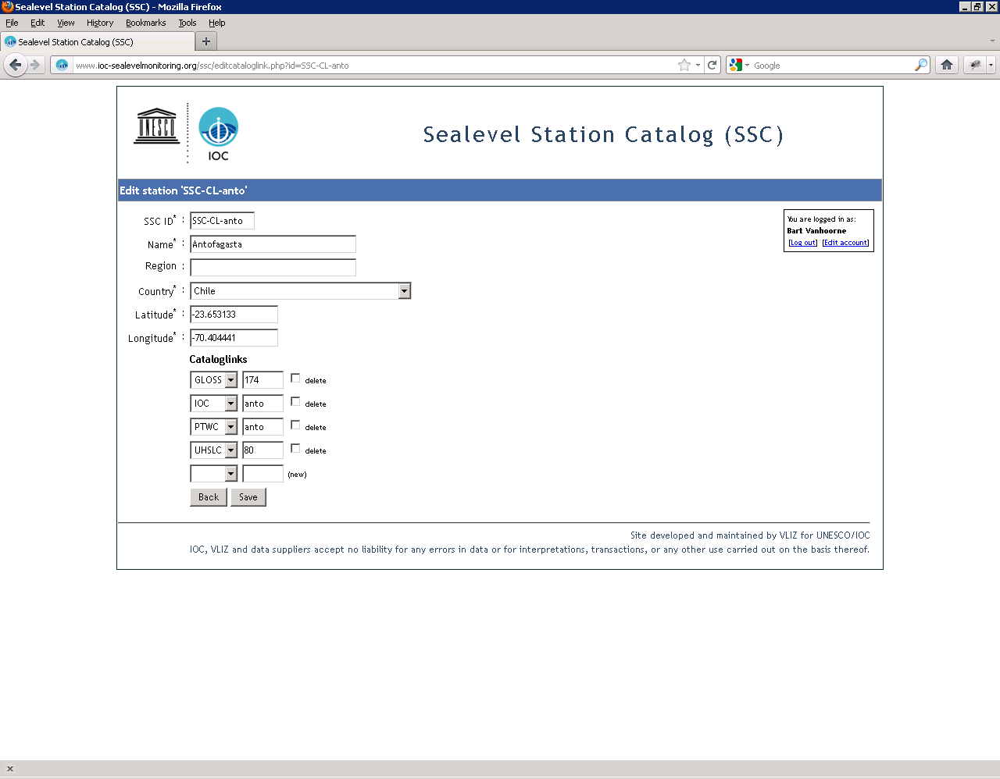 Sealevel Station Catalog (SSC) - Mozilla Firefox
File Edit View History Bookmarks Tools Help
Sealevel Station Catalog (SSC)
www.ioc-sealevelmonitoring.org/ssc/editcataloglink.php?id=SSC-CL-anto
Google
UNESCO
IOC
Sealevel Station Catalog (SSC)
Edit station 'SSC-CL-anto'
You are logged in as:
Bart Vanhoorne
[Log out] [Edit account]
SSC ID* : SSC-CL-anto
Name* : Antofagasta
Region :
Country* : Chile
Latitude* : -23.653133
Longitude* : -70.404441
Cataloglinks
GLOSS 174 delete
IOC anto delete
PTWC anto delete
UHSLC 80 delete
(new)
Back Save
Site developed and maintained by VLIZ for UNESCO/IOC
IOC, VLIZ and data suppliers accept no liability for any errors in data or for interpretations, transactions, or any other use carried out on the basis thereof.